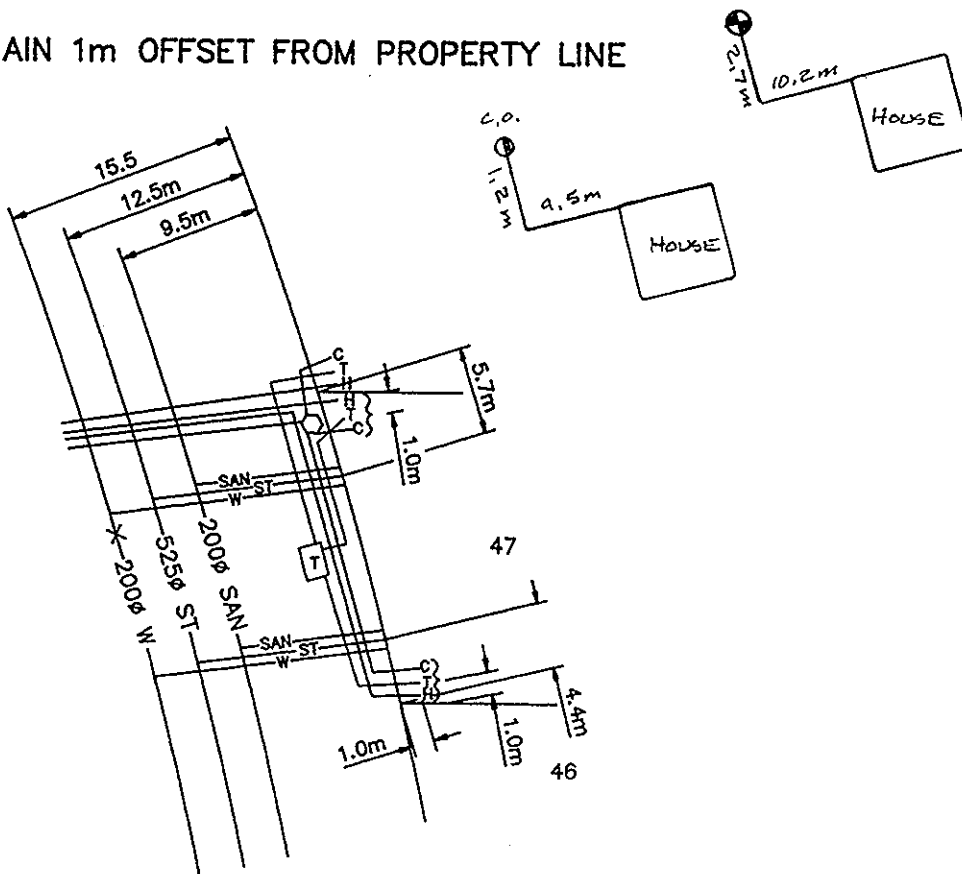 AIN 1m OFFSET FROM PROPERTY LINE
2.7m
10.2m
HOUSE
C.O.
1.2m
9.5m
HOUSE
15.5
12.5m
9.5m
C
T
H
H
T
C)
5.7m
1.0m
SAN
ST
W
200ø W
525ø ST
200ø SAN
T
47
SAN
ST
W
C)
T)
H)
1.0m
1.0m
4.4m
46